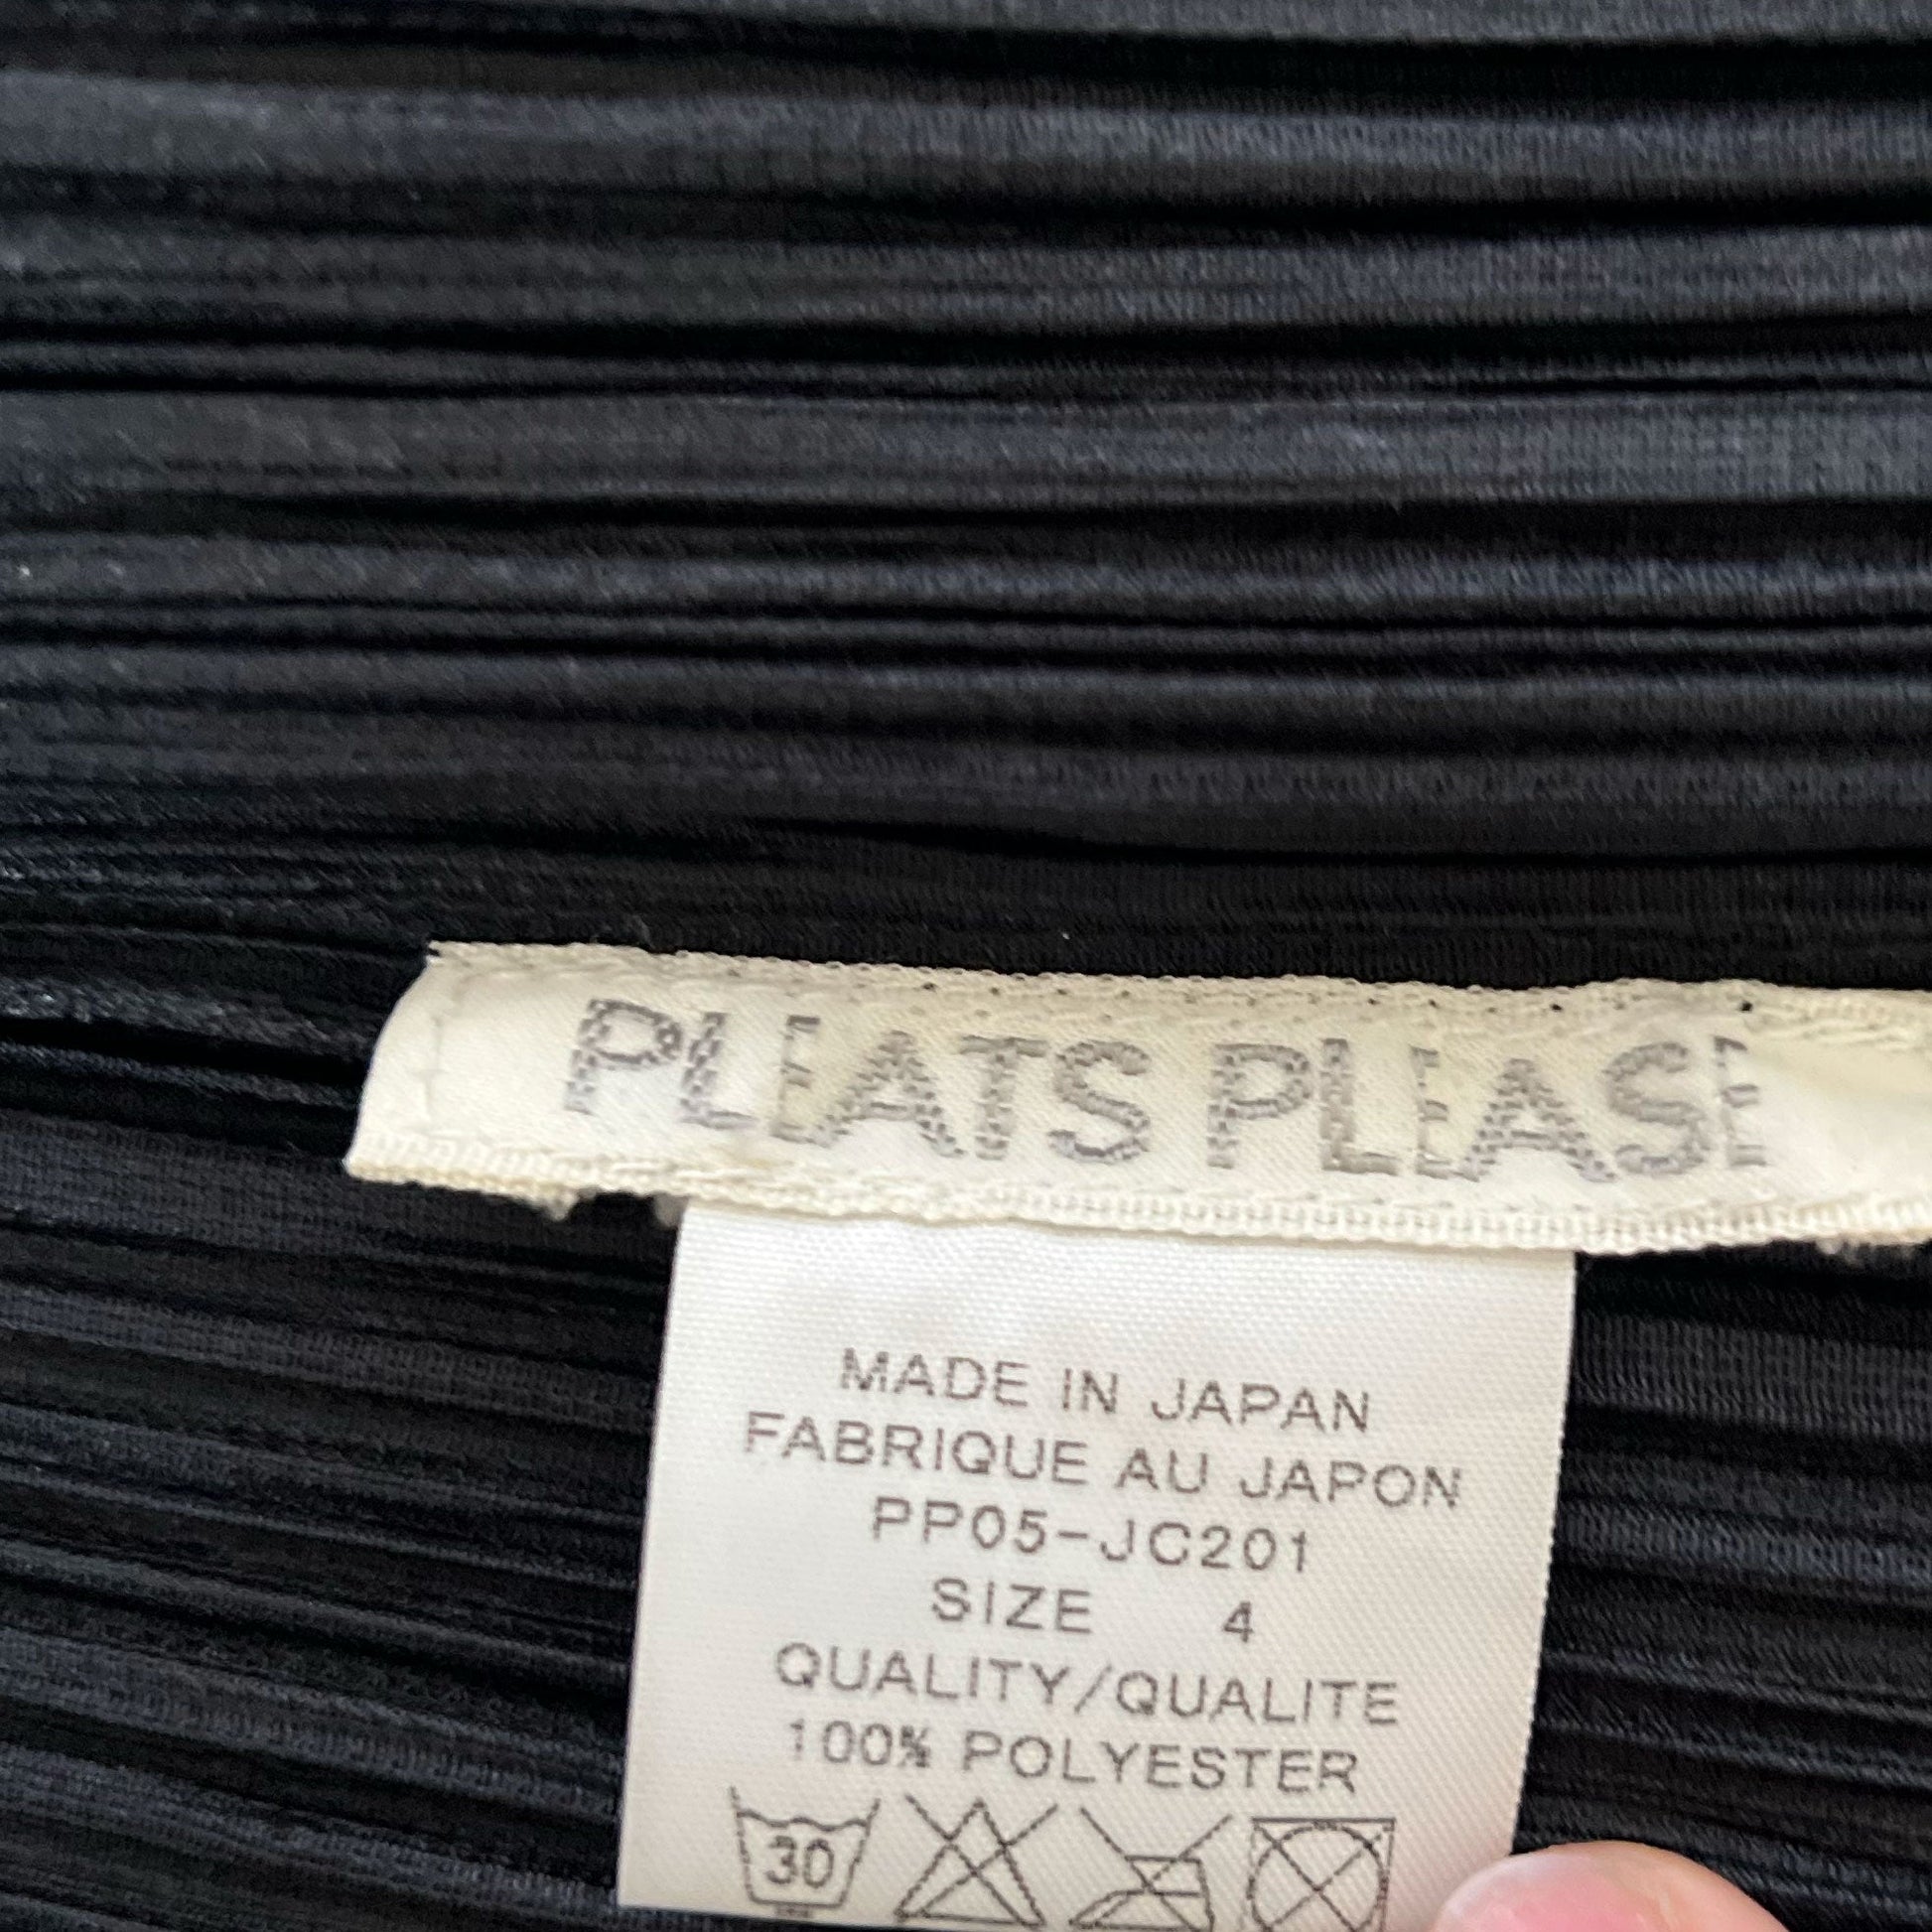 PLEATS PLEASE
MADE IN JAPAN
FABRIQUE AU JAPON
PP05-JC201
SIZE 4
QUALITY/QUALITE
100% POLYESTER
30